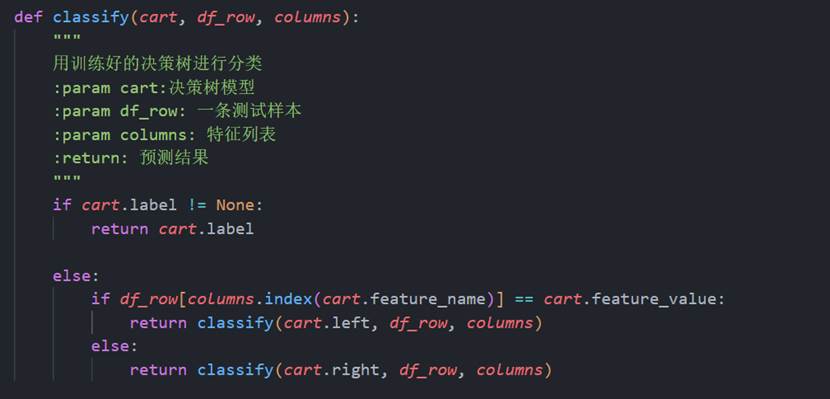 def classify(cart, df_row, columns):
    """
    用训练好的决策树进行分类
    :param cart:决策树模型
    :param df_row: 一条测试样本
    :param columns: 特征列表
    :return: 预测结果
    """
    if cart.label != None:
        return cart.label

    else:
        if df_row[columns.index(cart.feature_name)] == cart.feature_value:
            return classify(cart.left, df_row, columns)
        else:
            return classify(cart.right, df_row, columns)